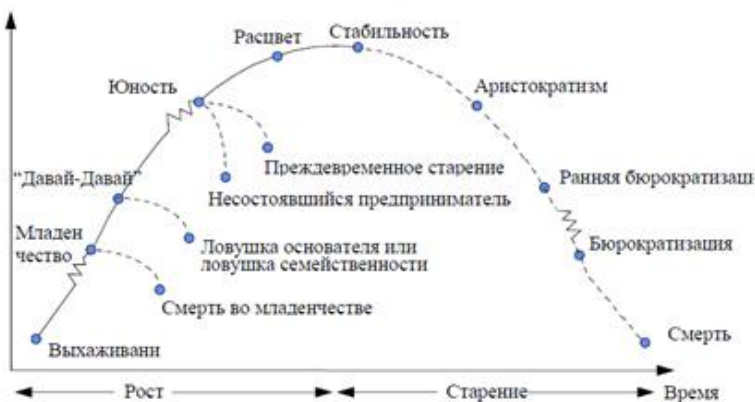 Расцвет
Стабильность
Юность
Аристократизм
"Давай-Давай"
Преждевременное старение
Ранняя бюрократизаци
Несостоявшийся предприниматель
Младен
чество
Ловушка основателя или
ловушка семейственности
Бюрократизация
Смерть во младенчестве
Выхаживани
Смерть
Рост
Старение
Время